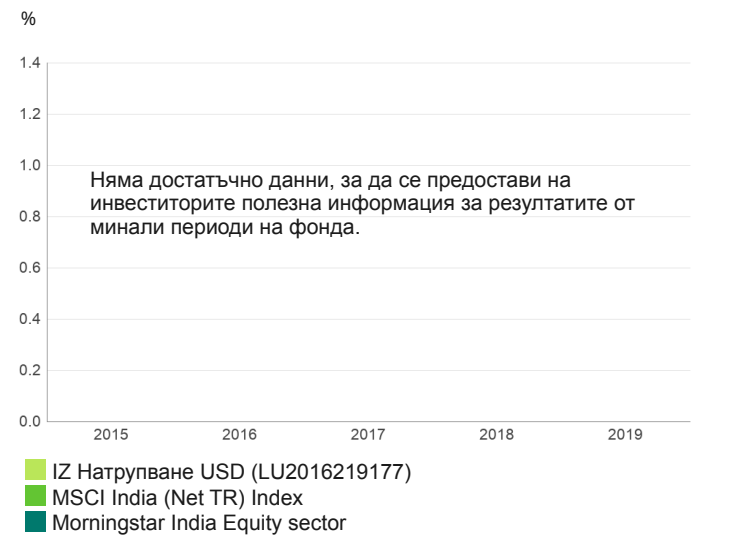 %
1.4
1.2
1.0
Няма достатъчно данни, за да се предостави на
инвеститорите полезна информация за резултатите от
минали периоди на фонда.
0.8
0.6
0.4
0.2
0.0
2015 2016 2017 2018 2019
IZ Натрупване USD (LU2016219177)
MSCI India (Net TR) Index
Morningstar India Equity sector